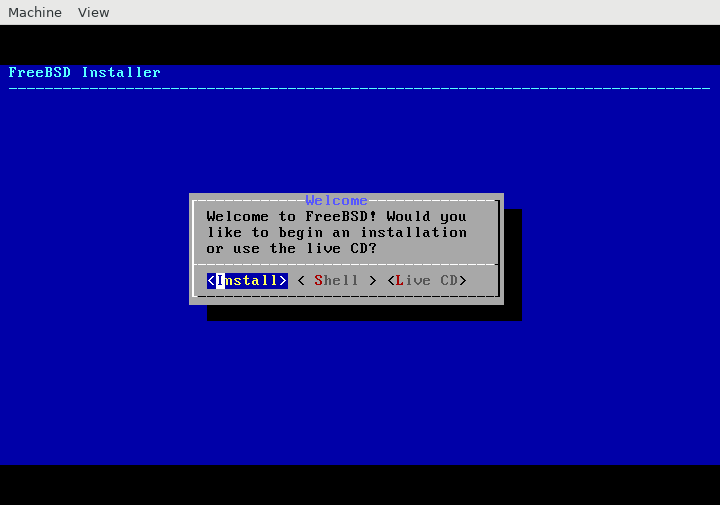 Machine View
FreeBSD Installer
Welcome
Welcome to FreeBSD! Would you
like to begin an installation
or use the live CD?
<Install> < Shell > <Live CD>